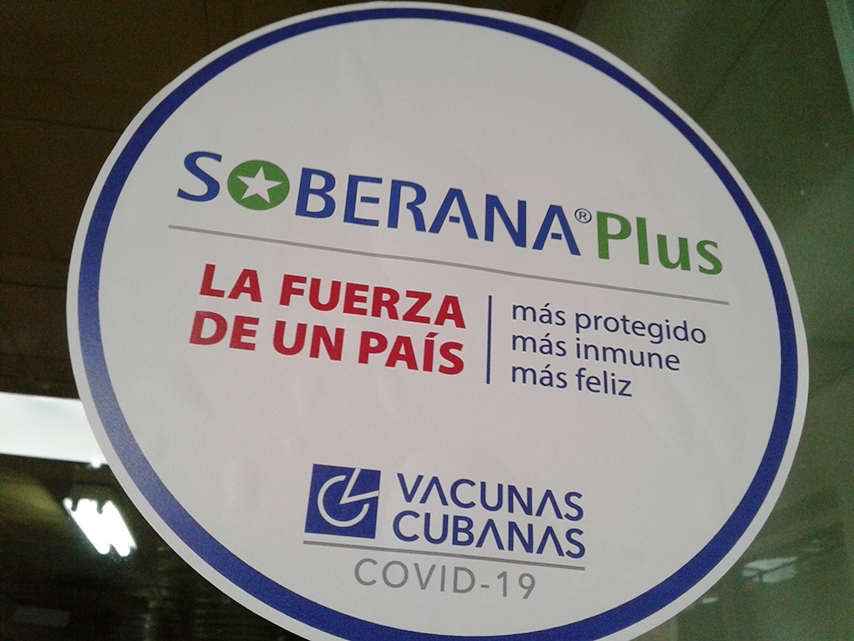 SOBERANA® Plus
LA FUERZA
DE UN PAÍS
más protegido
más inmune
más feliz
VACUNAS
CUBANAS
COVID-19